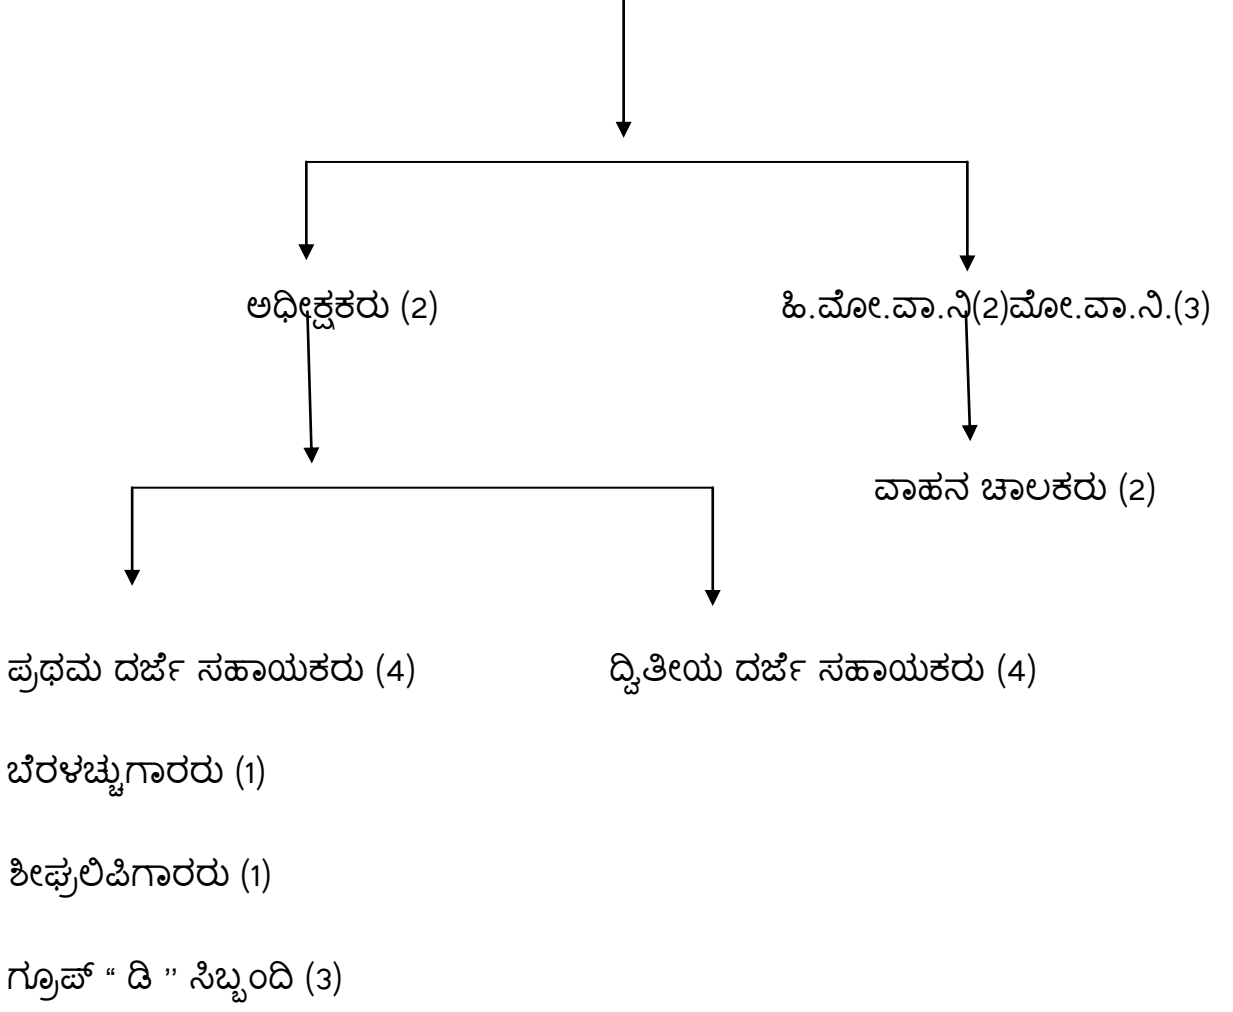 ಅಧೀಕ್ಷಕರು (2)
ಹಿ.ಮೋ.ವಾ.ನಿ(2)ಮೋ.ವಾ.ನಿ.(3)
ವಾಹನ ಚಾಲಕರು (2)
ಪ್ರಥಮ ದರ್ಜೆ ಸಹಾಯಕರು (4)
ದ್ವಿತೀಯ ದರ್ಜೆ ಸಹಾಯಕರು (4)
ಬೆರಳಚ್ಚುಗಾರರು (1)
ಶೀಘ್ರಲಿಪಿಗಾರರು (1)
ಗ್ರೂಪ್ “ ಡಿ ” ಸಿಬ್ಬಂದಿ (3)